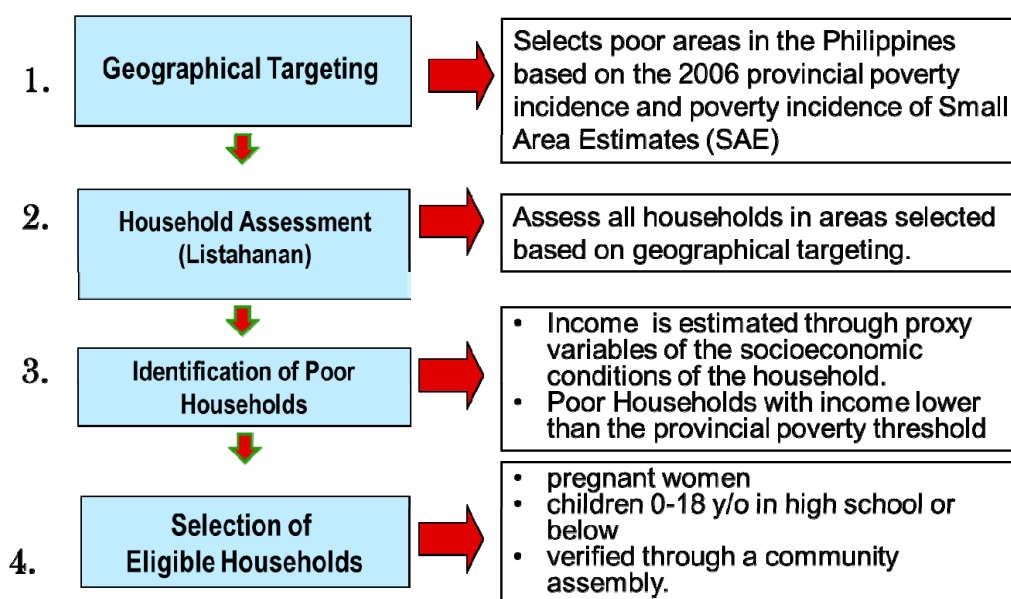 1.
Geographical Targeting
Selects poor areas in the Philippines
based on the 2006 provincial poverty
incidence and poverty incidence of Small
Area Estimates (SAE)
2.
Household Assessment
(Listahanan)
Assess all households in areas selected
based on geographical targeting.
3.
Identification of Poor
Households
• Income is estimated through proxy
variables of the socioeconomic
conditions of the household.
• Poor Households with income lower
than the provincial poverty threshold
4.
Selection of
Eligible Households
• pregnant women
• children 0-18 y/o in high school or
below
• verified through a community
assembly.